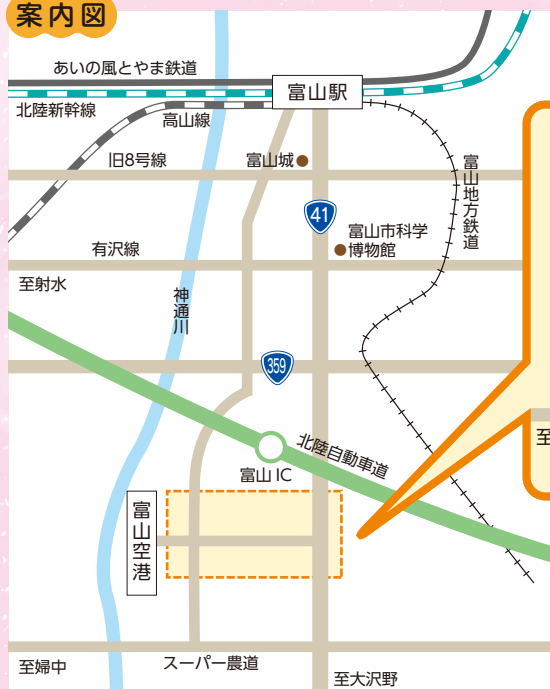 案内図
あいの風とやま鉄道
富山駅
北陸新幹線
高山線
旧8号線
富山城
富山地方鉄道
41
富山市科学
博物館
有沢線
至射水
神通川
359
至
北陸自動車道
富山IC
富山空港
スーパー農道
至婦中
至大沢野